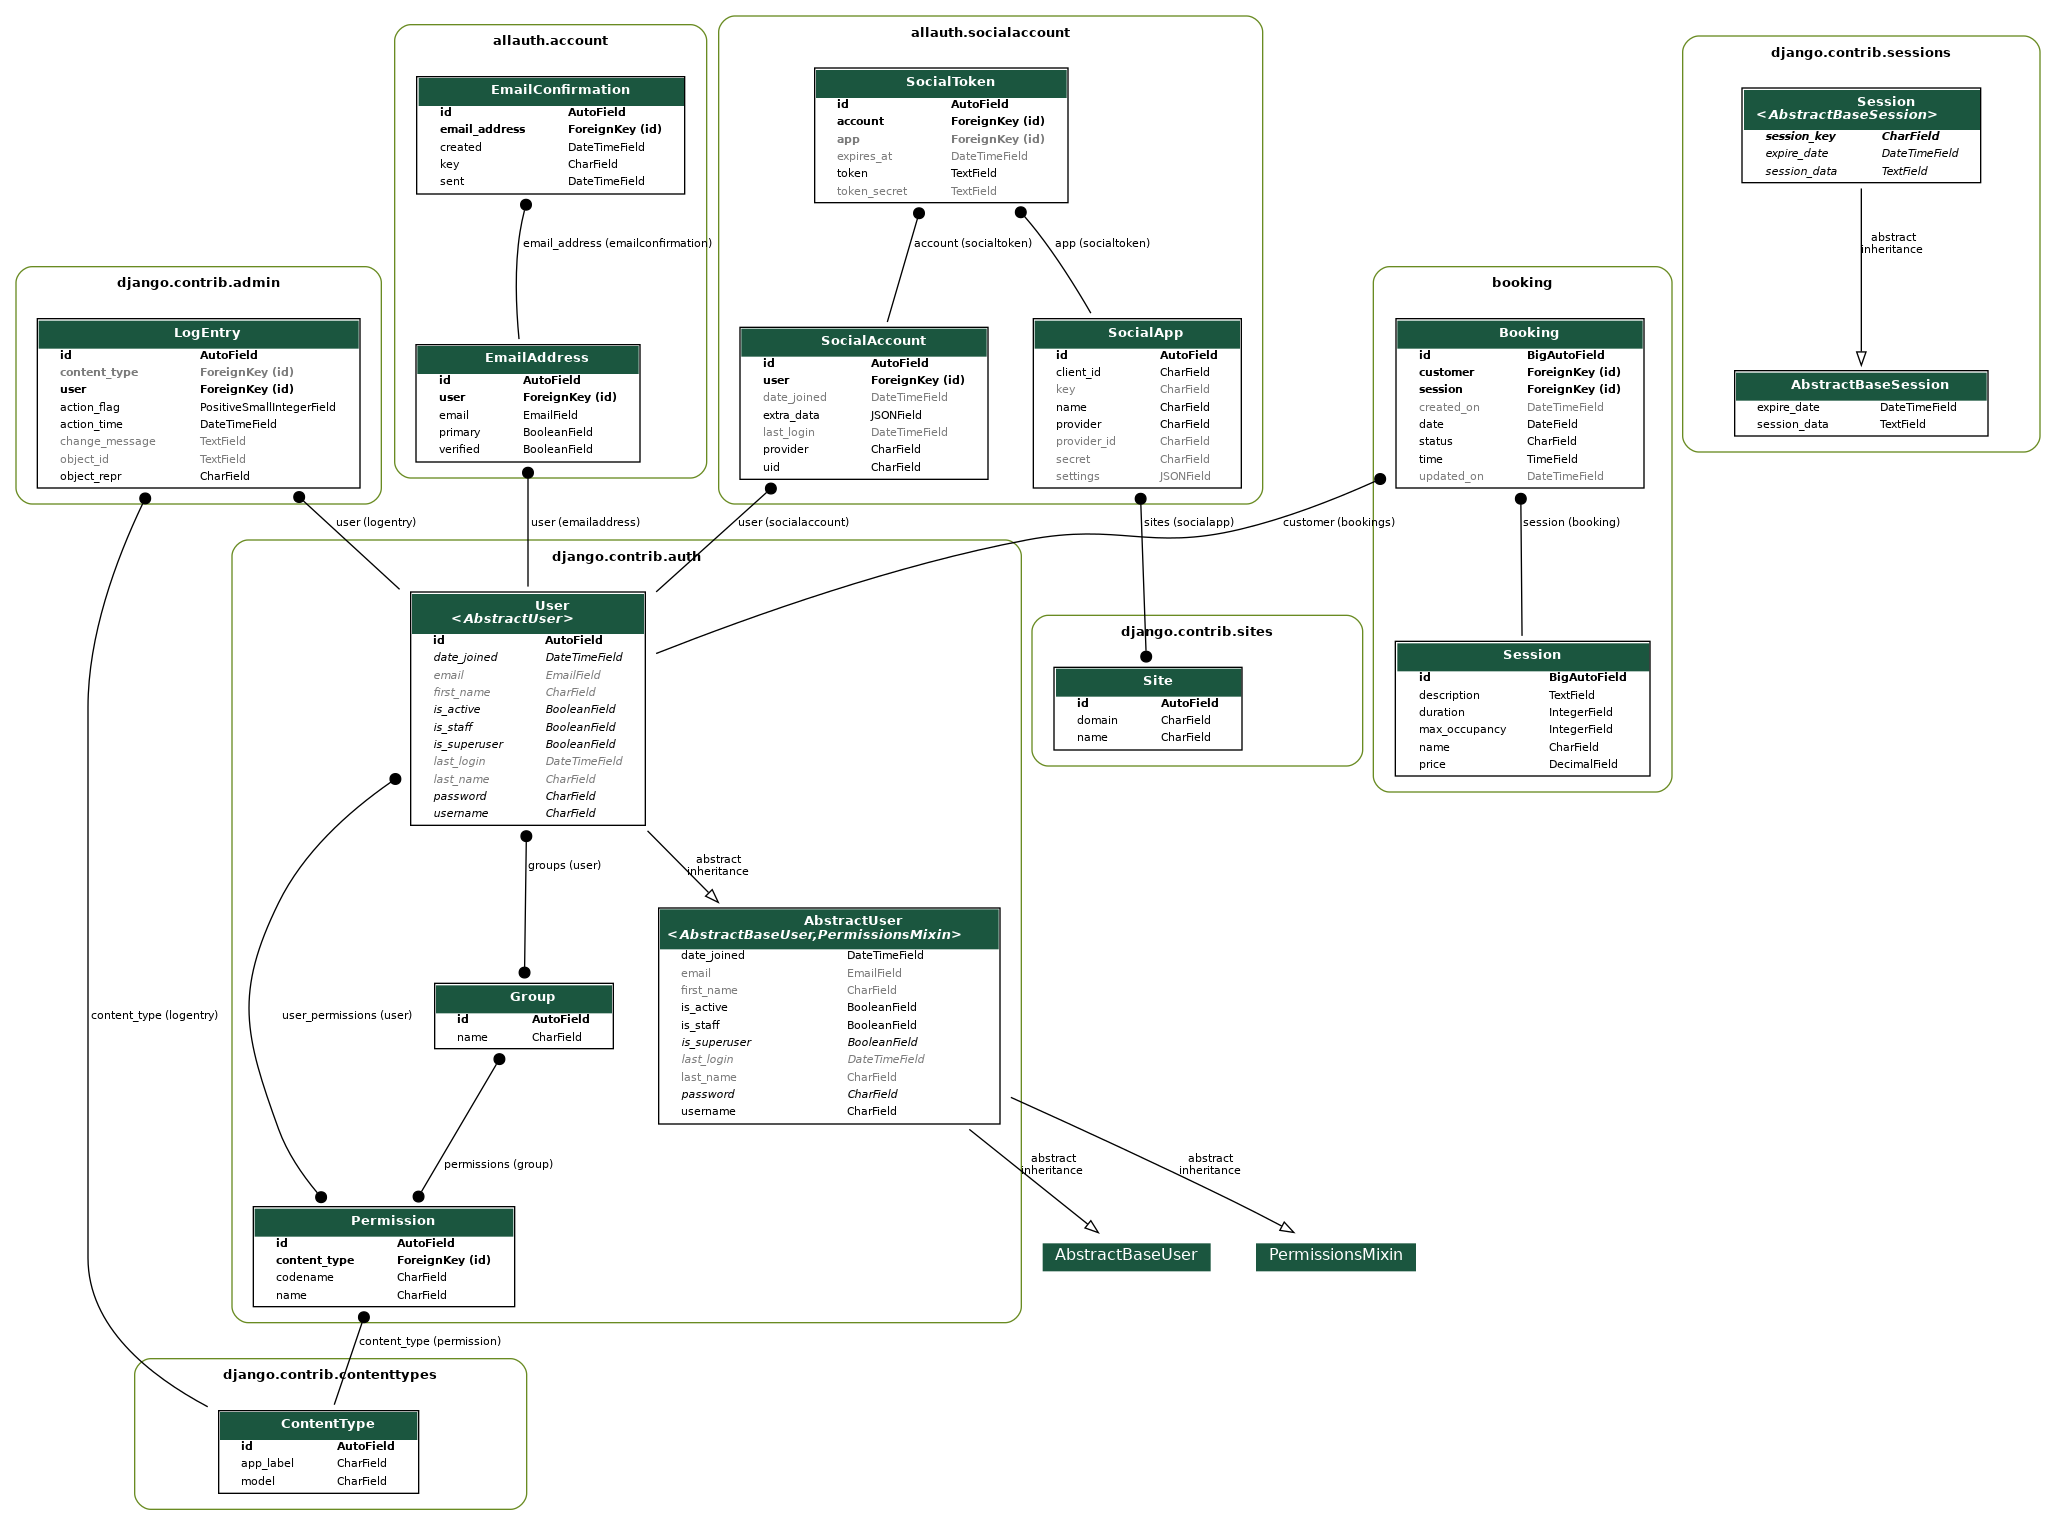 allauth.account
EmailConfirmation
id AutoField
email_address ForeignKey (id)
created DateTimeField
key CharField
sent DateTimeField
email_address (emailconfirmation)
EmailAddress
id AutoField
user ForeignKey (id)
email EmailField
primary BooleanField
verified BooleanField
user (emailaddress)
allauth.socialaccount
SocialToken
id AutoField
account ForeignKey (id)
app ForeignKey (id)
expires_at DateTimeField
token TextField
token_secret TextField
account (socialtoken)
app (socialtoken)
SocialAccount
id AutoField
user ForeignKey (id)
date_joined DateTimeField
extra_data JSONField
last_login DateTimeField
provider CharField
uid CharField
user (socialaccount)
SocialApp
id AutoField
client_id CharField
key CharField
name CharField
provider CharField
provider_id CharField
secret CharField
settings JSONField
sites (socialapp)
django.contrib.sessions
Session
<AbstractBaseSession>
session_key CharField
expire_date DateTimeField
session_data TextField
abstract
inheritance
AbstractBaseSession
expire_date DateTimeField
session_data TextField
django.contrib.admin
LogEntry
id AutoField
content_type ForeignKey (id)
user ForeignKey (id)
action_flag PositiveSmallIntegerField
action_time DateTimeField
change_message TextField
object_id TextField
object_repr CharField
user (logentry)
content_type (logentry)
booking
Booking
id BigAutoField
customer ForeignKey (id)
session ForeignKey (id)
created_on DateTimeField
date DateField
status CharField
time TimeField
updated_on DateTimeField
customer (bookings)
session (booking)
Session
id BigAutoField
description TextField
duration IntegerField
max_occupancy IntegerField
name CharField
price DecimalField
django.contrib.sites
Site
id AutoField
domain CharField
name CharField
django.contrib.auth
User
<AbstractUser>
id AutoField
date_joined DateTimeField
email EmailField
first_name CharField
is_active BooleanField
is_staff BooleanField
is_superuser BooleanField
last_login DateTimeField
last_name CharField
password CharField
username CharField
groups (user)
abstract
inheritance
user_permissions (user)
Group
id AutoField
name CharField
permissions (group)
AbstractUser
<AbstractBaseUser,PermissionsMixin>
date_joined DateTimeField
email EmailField
first_name CharField
is_active BooleanField
is_staff BooleanField
is_superuser BooleanField
last_login DateTimeField
last_name CharField
password CharField
username CharField
abstract
inheritance
abstract
inheritance
AbstractBaseUser
PermissionsMixin
Permission
id AutoField
content_type ForeignKey (id)
codename CharField
name CharField
content_type (permission)
django.contrib.contenttypes
ContentType
id AutoField
app_label CharField
model CharField